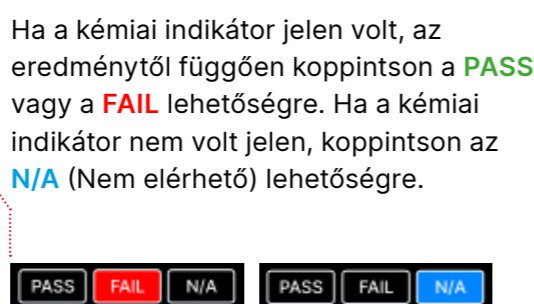 Ha a kémiai indikátor jelen volt, az
eredménytől függően koppintson a PASS
vagy a FAIL lehetőségre. Ha a kémiai
indikátor nem volt jelen, koppintson az
N/A (Nem elérhető) lehetőségre.
PASS FAIL N/A PASS FAIL N/A